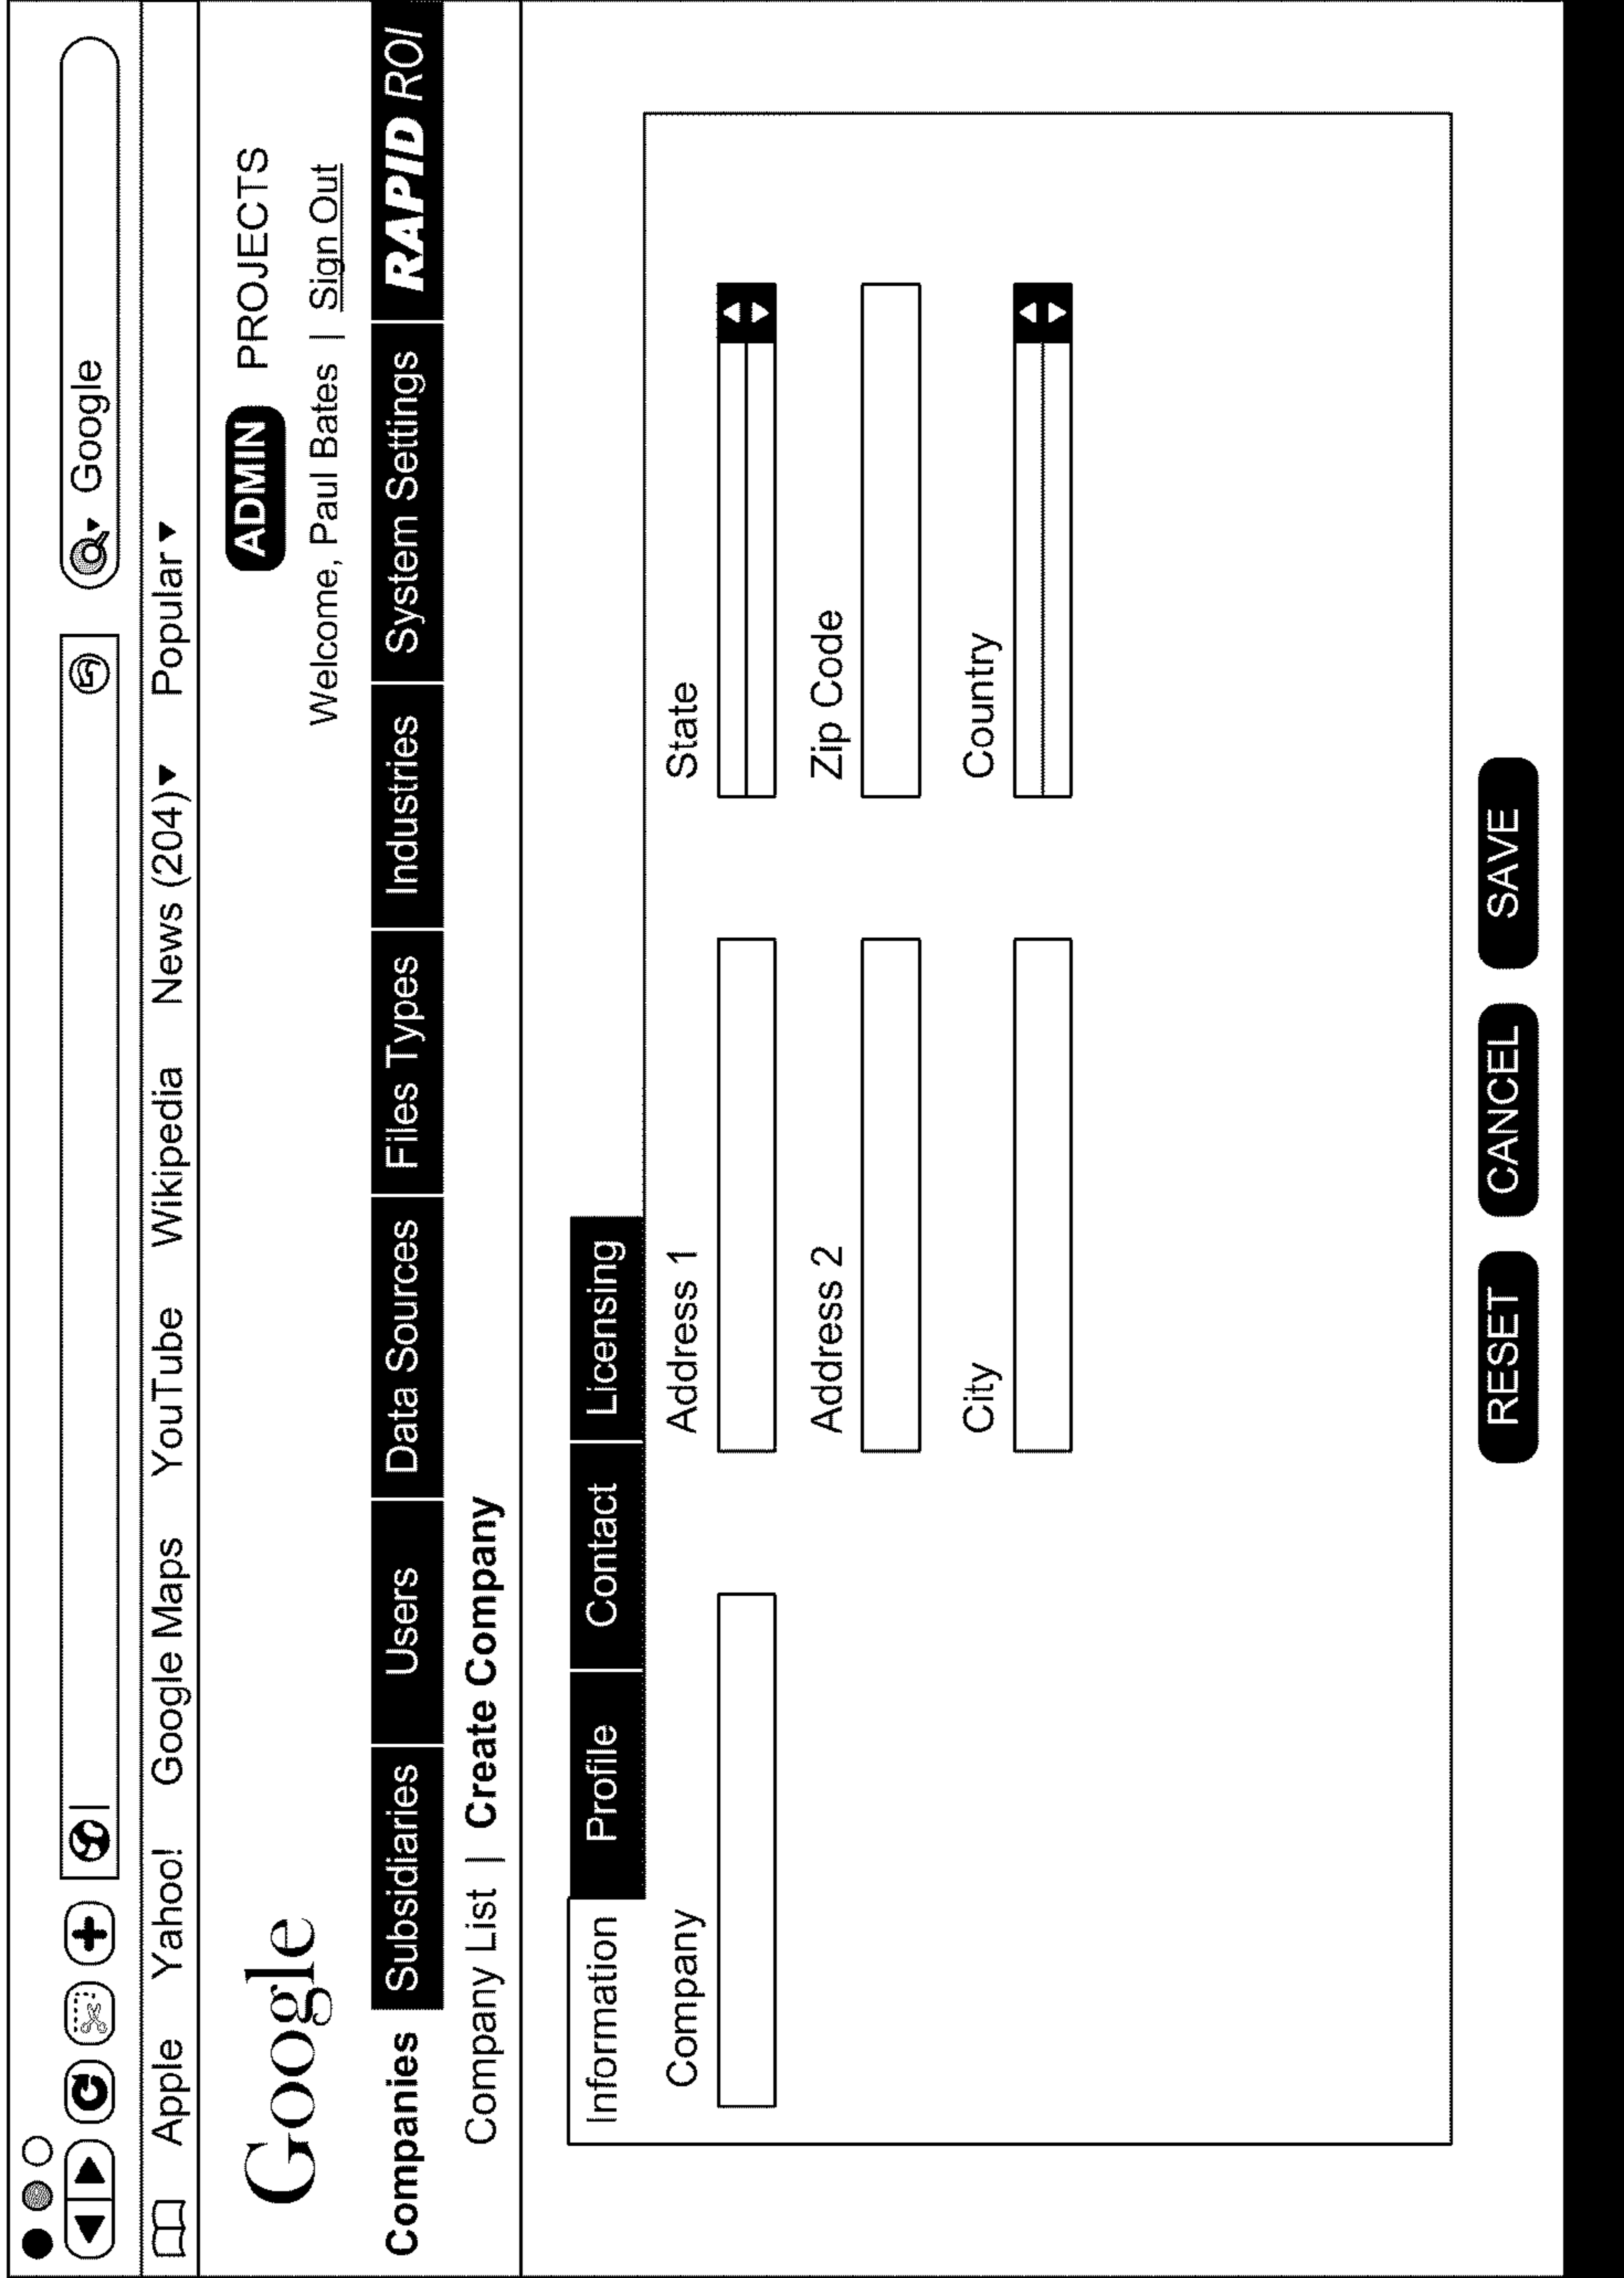 Google
Apple Yahoo! Google Maps YouTube Wikipedia News (204) Popular
Google
ADMIN PROJECTS
Welcome, Paul Bates | Sign Out
Companies Subsidiaries Users Data Sources Files Types Industries System Settings RAPID ROI
Company List | Create Company
Information Profile Contact Licensing
Company Address 1 State
Address 2 Zip Code
City Country
RESET CANCEL SAVE